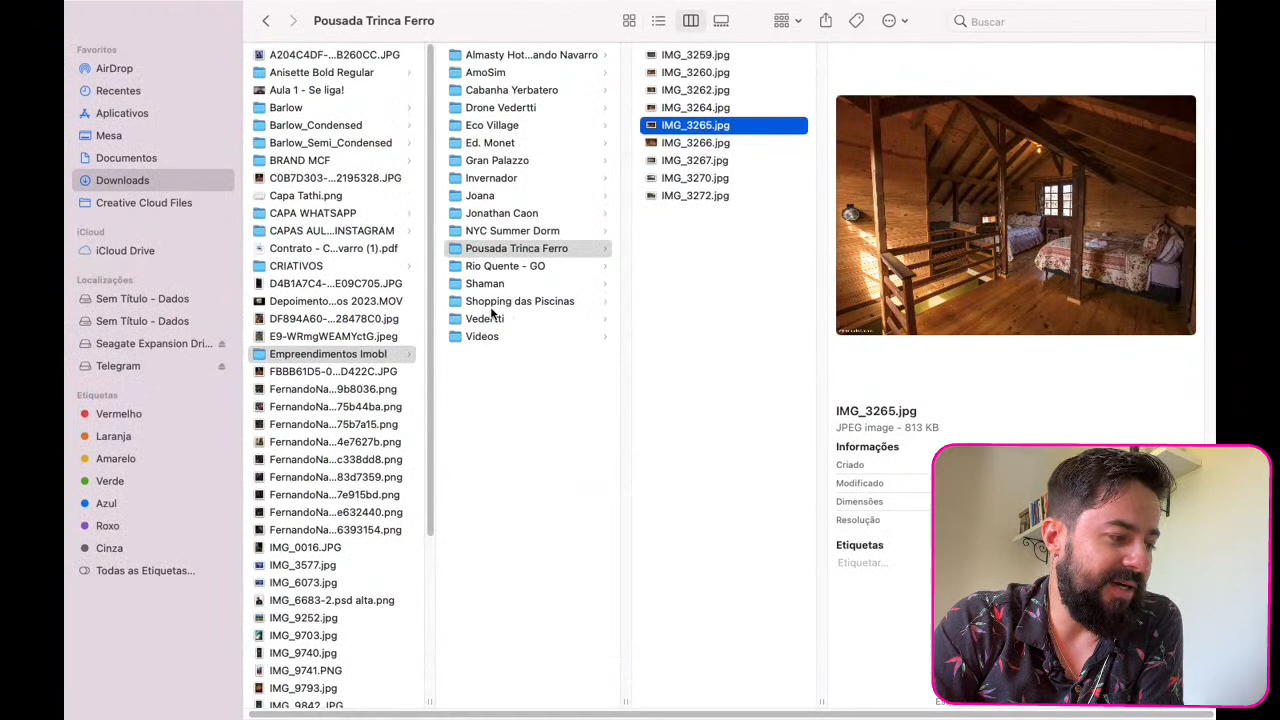 Pousada Trinca Ferro
Buscar
Favoritos
AirDrop
Recentes
Aplicativos
Mesa
Documentos
Downloads
Creative Cloud Files
iCloud
iCloud Drive
Localizações
Sem Título - Dados
Sem Título - Dados
Seagate Expansion Dri...
Telegram
Etiquetas
Vermelho
Laranja
Amarelo
Verde
Azul
Roxo
Cinza
Todas as Etiquetas...
A204C4DF-...B260CC.JPG
Anisette Bold Regular
Aula 1 - Se liga!
Barlow
Barlow_Condensed
Barlow_Semi_Condensed
BRAND MCF
C0B7D303-...2195328.JPG
Capa Tathi.png
CAPA WHATSAPP
CAPAS AUL...INSTAGRAM
Contrato - C...varro (1).pdf
CRIATIVOS
D4B1A7C4-...E09C705.JPG
Depoimento...os 2023.MOV
DF894A60-...28478C0.jpg
E9-WRmgWEAMYctG.jpeg
Empreendimentos Imobl
FBBB61D5-0...D422C.JPG
FernandoNa...9b8036.png
FernandoNa...75b44ba.png
FernandoNa...75b7a15.png
FernandoNa...4e7627b.png
FernandoNa...c338dd8.png
FernandoNa...83d7359.png
FernandoNa...7e915bd.png
FernandoNa...e632440.png
FernandoNa...6393154.png
IMG_0016.JPG
IMG_3577.jpg
IMG_6073.jpg
IMG_6683-2.psd alta.png
IMG_9252.jpg
IMG_9703.jpg
IMG_9740.jpg
IMG_9741.PNG
IMG_9793.jpg
IMG_9842.JPG
Almasty Hot...ando Navarro
AmoSim
Cabanha Yerbatero
Drone Vedertti
Eco Village
Ed. Monet
Gran Palazzo
Invernador
Joana
Jonathan Caon
NYC Summer Dorm
Pousada Trinca Ferro
Rio Quente - GO
Shaman
Shopping das Piscinas
Vedertti
Videos
IMG_3259.jpg
IMG_3260.jpg
IMG_3262.jpg
IMG_3264.jpg
IMG_3265.jpg
IMG_3266.jpg
IMG_3267.jpg
IMG_3270.jpg
IMG_3272.jpg
IMG_3265.jpg
JPEG image - 813 KB
Informações
Criado
Modificado
Dimensões
Resolução
Etiquetas
Etiquetar...